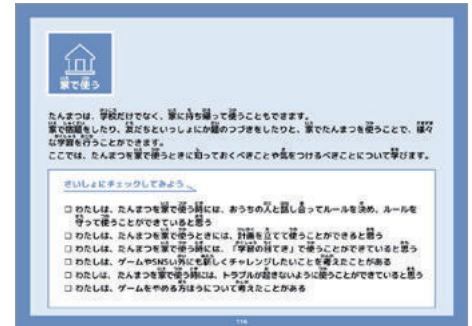 家で使う
たんまつは、学校だけでなく、家に持ち帰って使うこともできます。
家で宿題をしたり、友だちといっしょにか題のつづきをしたりと、家でたんまつを使うことで、様々
な学習を行うことができます。
ここでは、たんまつを家で使うときに知っておくべきことや気をつけるべきことについて学びます。
さいしょにチェックしてみよう
□ わたしは、たんまつを家で使う時には、おうちの人と話し合ってルールを決め、ルールを
守って使うことができていると思う
□ わたしは、たんまつを家で使うときには、計画を立てて使うことができると思う
□ わたしは、たんまつを家で使う時には、「学習の技てき」で使うことができていると思う
□ わたしは、ゲームやSNSい外にも新しくチャレンジしたいことを考えたことがある
□ わたしは、たんまつを家で使う時には、トラブルが起きないように使うことができていると思う
□ わたしは、ゲームをやめる方ほうについて考えたことがある